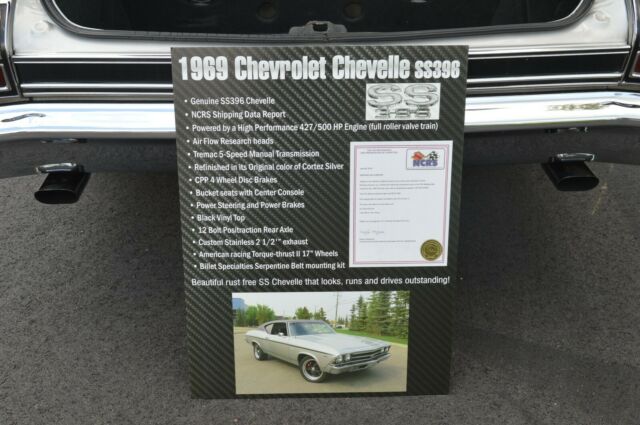 1969 Chevrolet Chevelle SS396
SS
396
• Genuine SS396 Chevelle
• NCRS Shipping Data Report
• Powered by a High Performance 427/500 HP Engine (full roller valve train)
• Air Flow Research heads
• Tremac 5-Speed Manual Transmission
• Refinished in its Original color of Cortez Silver
• CPP 4 Wheel Disc Brakes
• Bucket seats with Center Console
• Power Steering and Power Brakes
• Black Vinyl Top
• 12 Bolt Positraction Rear Axle
• Custom Stainless 2 1/2'" exhaust
• American racing Torque-thrust II 17" Wheels
• Billet Specialties Serpentine Belt mounting kit
NCRS
Beautiful rust free SS Chevelle that looks, runs and drives outstanding!